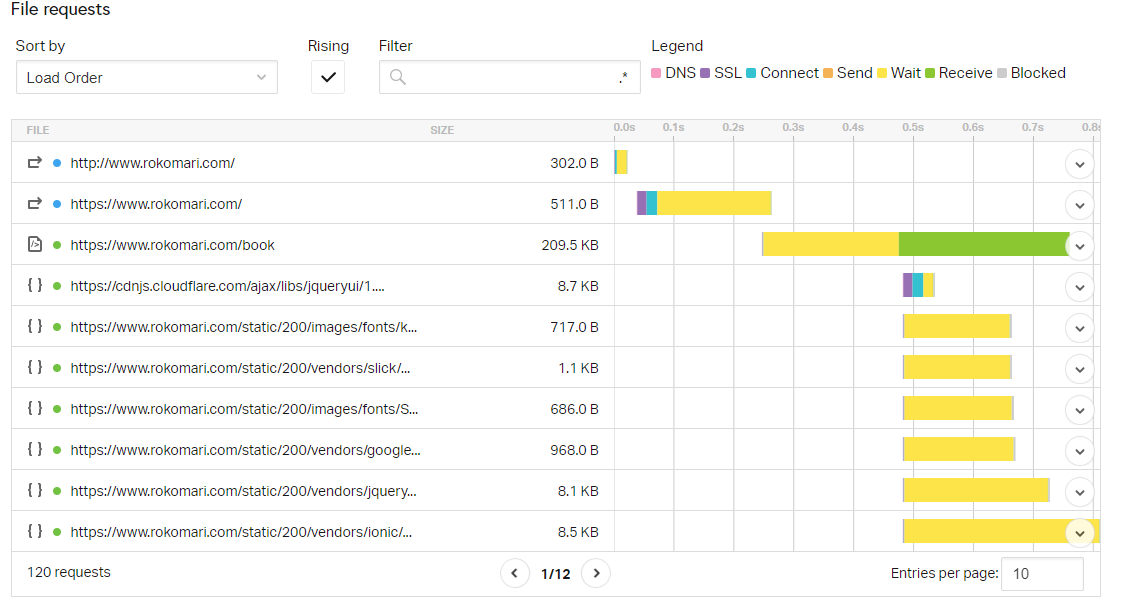 File requests
Sort by Rising Filter Legend
Load Order .* DNS SSL Connect Send Wait Receive Blocked
FILE SIZE 0.0s 0.1s 0.2s 0.3s 0.4s 0.5s 0.6s 0.7s 0.8s
http://www.rokomari.com/ 302.0 B
https://www.rokomari.com/ 511.0 B
https://www.rokomari.com/book 209.5 KB
https://cdnjs.cloudflare.com/ajax/libs/jqueryui/1.... 8.7 KB
https://www.rokomari.com/static/200/images/fonts/k... 717.0 B
https://www.rokomari.com/static/200/vendors/slick/... 1.1 KB
https://www.rokomari.com/static/200/images/fonts/S... 686.0 B
https://www.rokomari.com/static/200/vendors/google... 968.0 B
https://www.rokomari.com/static/200/vendors/jquery... 8.1 KB
https://www.rokomari.com/static/200/vendors/ionic/... 8.5 KB
120 requests 1/12 Entries per page: 10